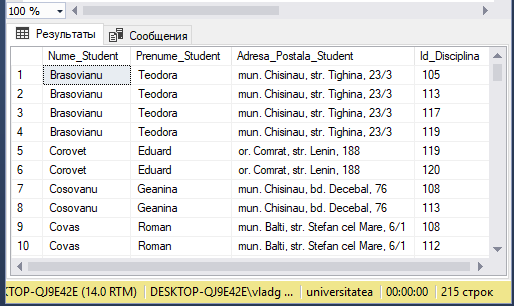 100 %
Результаты Сообщения
Nume_Student Prenume_Student Adresa_Postala_Student Id_Disciplina
1 Brasovianu Teodora mun. Chisinau, str. Tighina, 23/3 105
2 Brasovianu Teodora mun. Chisinau, str. Tighina, 23/3 113
3 Brasovianu Teodora mun. Chisinau, str. Tighina, 23/3 117
4 Brasovianu Teodora mun. Chisinau, str. Tighina, 23/3 119
5 Corovet Eduard or. Comrat, str. Lenin, 188 119
6 Corovet Eduard or. Comrat, str. Lenin, 188 120
7 Cosovanu Geanina mun. Chisinau, bd. Decebal, 76 108
8 Cosovanu Geanina mun. Chisinau, bd. Decebal, 76 113
9 Covas Roman mun. Balti, str. Stefan cel Mare, 6/1 108
10 Covas Roman mun. Balti, str. Stefan cel Mare, 6/1 112
KTOP-QJ9E42E (14.0 RTM) DESKTOP-QJ9E42E\vladg ... universitatea 00:00:00 215 строк